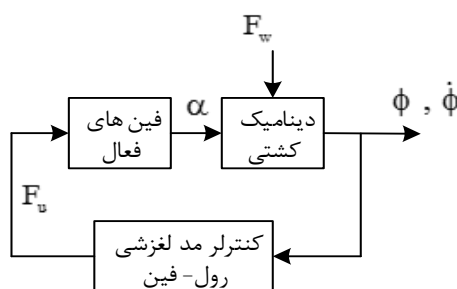 F_w
φ , φ̇
α
فین های
فعال
دینامیک
کشتی
F_u
کنترلر مد لغزشی
رول- فین